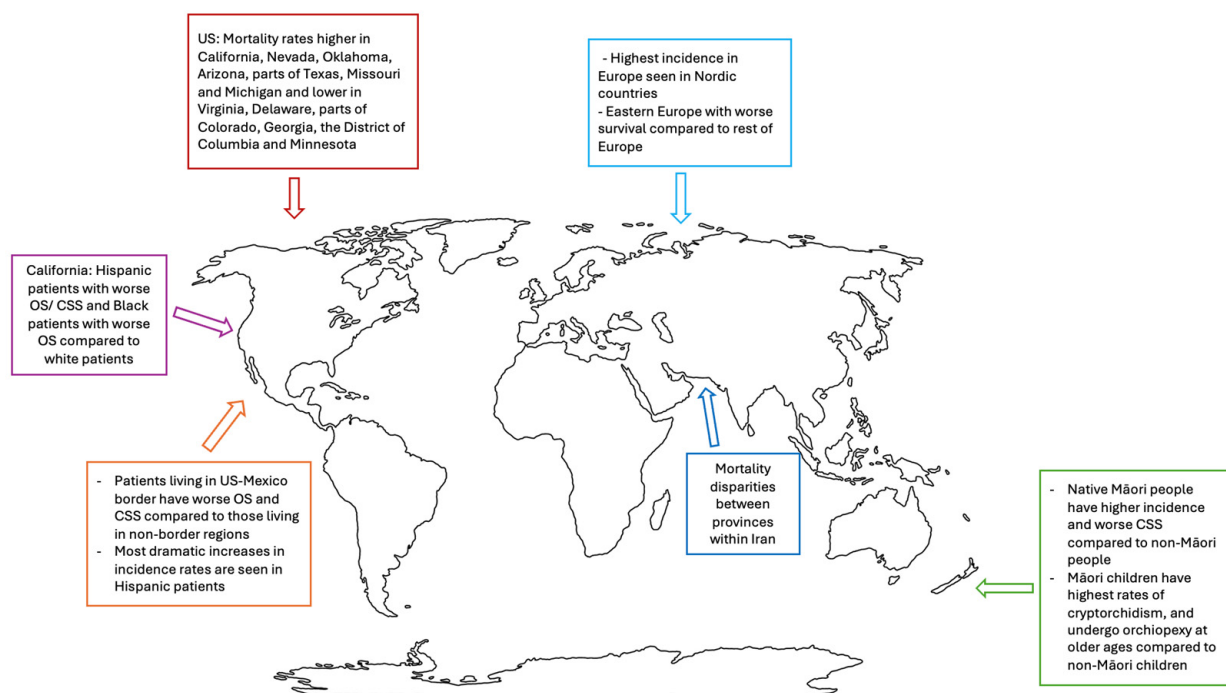 US: Mortality rates higher in
California, Nevada, Oklahoma,
Arizona, parts of Texas, Missouri
and Michigan and lower in
Virginia, Delaware, parts of
Colorado, Georgia, the District of
Columbia and Minnesota
- Highest incidence in
Europe seen in Nordic
countries
- Eastern Europe with worse
survival compared to rest of
Europe
California: Hispanic
patients with worse
OS/ CSS and Black
patients with worse
OS compared to
white patients
- Patients living in US-Mexico
border have worse OS and
CSS compared to those living
in non-border regions
- Most dramatic increases in
incidence rates are seen in
Hispanic patients
Mortality
disparities
between
provinces
within Iran
- Native Māori people
have higher incidence
and worse CSS
compared to non-Māori
people
- Māori children have
highest rates of
cryptorchidism, and
undergo orchiopexy at
older ages compared to
non-Māori children